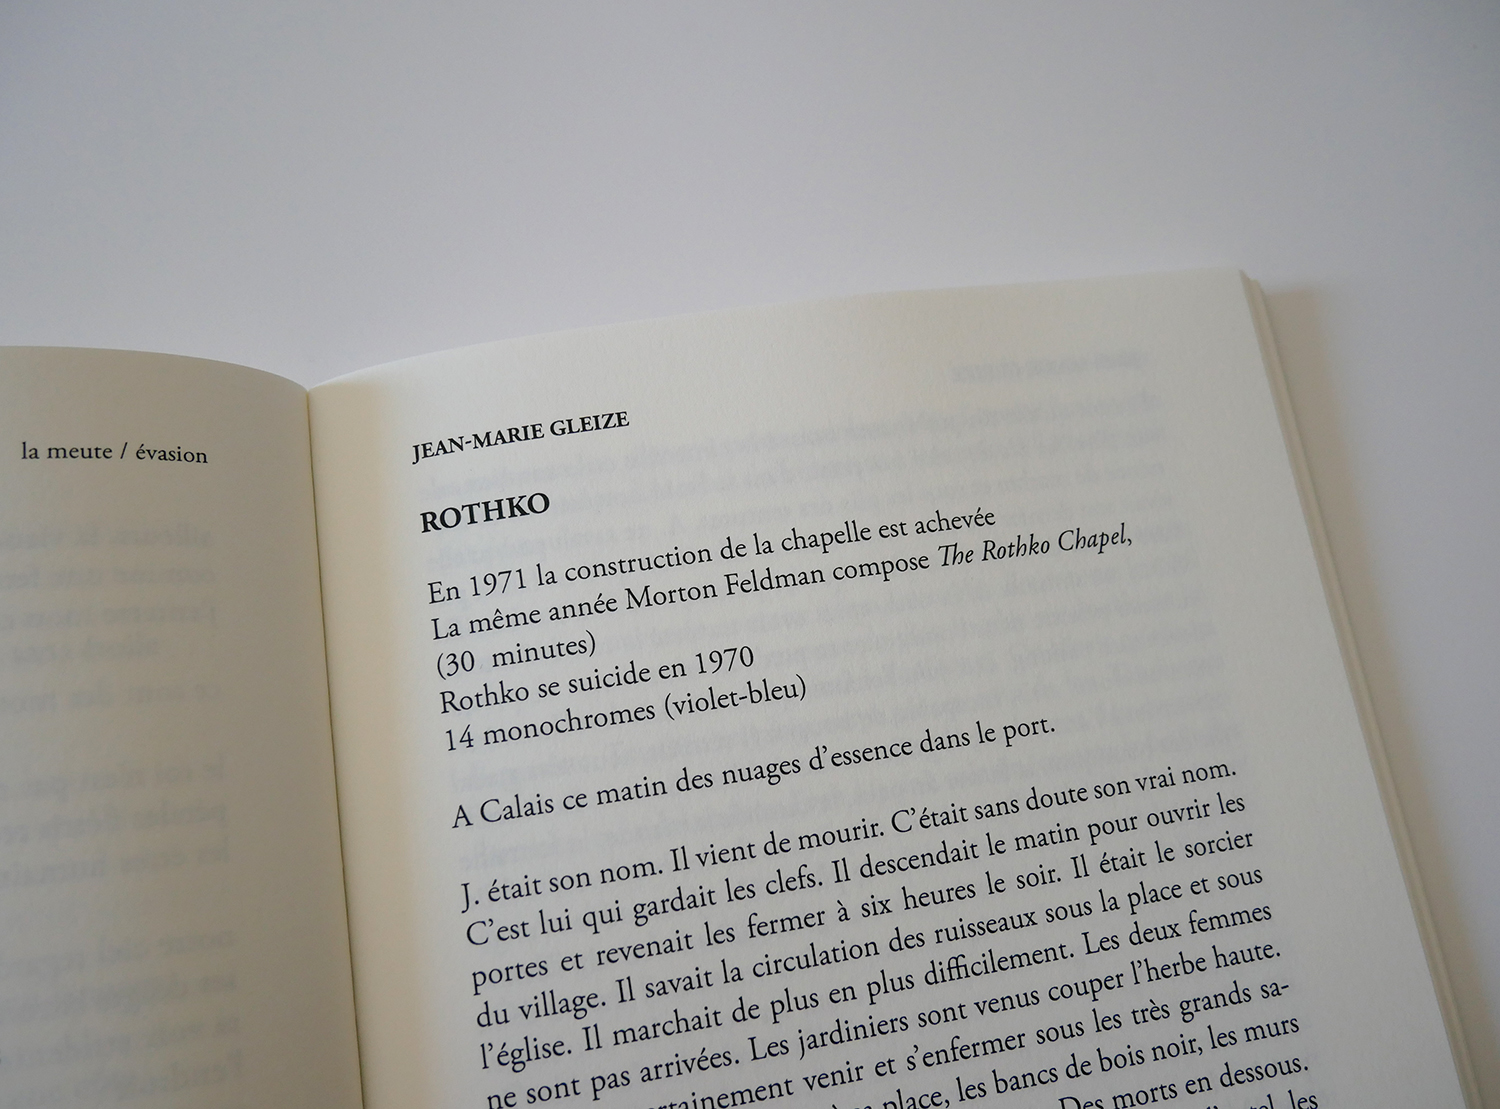 la meute / évasion
JEAN-MARIE GLEIZE
ROTHKO
En 1971 la construction de la chapelle est achevée
La même année Morton Feldman compose The Rothko Chapel,
(30 minutes)
Rothko se suicide en 1970
14 monochromes (violet-bleu)
A Calais ce matin des nuages d’essence dans le port.
J. était son nom. Il vient de mourir. C’était sans doute son vrai nom.
C’est lui qui gardait les clefs. Il descendait le matin pour ouvrir les
portes et revenait les fermer à six heures le soir. Il était le sorcier
du village. Il savait la circulation des ruisseaux sous la place et sous
l’église. Il marchait de plus en plus difficilement. Les deux femmes
ne sont pas arrivées. Les jardiniers sont venus couper l’herbe haute.
venir et s’enfermer sous les très grands sa-
place, les bancs de bois noir, les murs
Des morts en dessous.
les